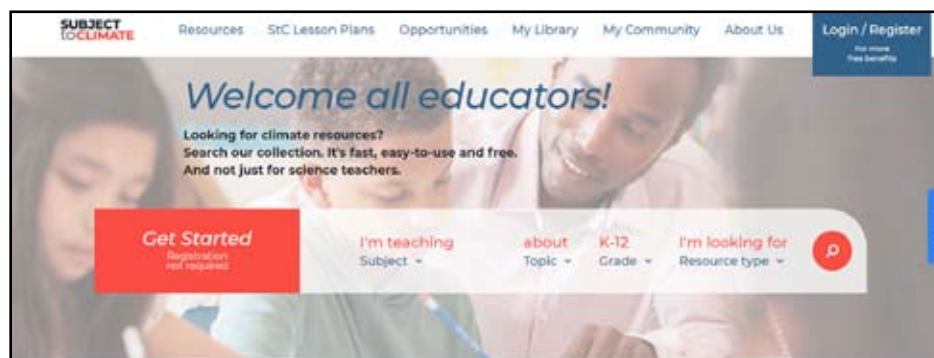 SUBJECT
toCLIMATE
Resources StC Lesson Plans Opportunities My Library My Community About Us
Login / Register
For more
free benefits
Welcome all educators!
Looking for climate resources?
Search our collection. It's fast, easy-to-use and free.
And not just for science teachers.
Get Started
Registration
not required
I'm teaching about K-12 I'm looking for
Subject Topic Grade Resource type